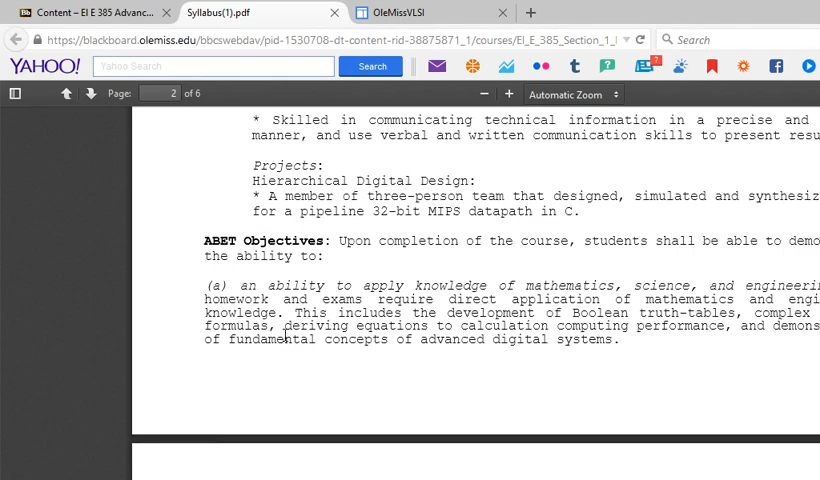 Bb Content – El E 385 Advanc...
Syllabus(1).pdf
OleMissVLSI
https://blackboard.olemiss.edu/bbcswebdav/pid-1530708-dt-content-rid-38875871_1/courses/El_E_385_Section_1_
Search
YAHOO!
Yahoo Search
Search
t
?
7
f
Page: 2 of 6
Automatic Zoom
* Skilled in communicating technical information in a precise and
manner, and use verbal and written communication skills to present resu
Projects:
Hierarchical Digital Design:
* A member of three-person team that designed, simulated and synthesiz
for a pipeline 32-bit MIPS datapath in C.
ABET Objectives: Upon completion of the course, students shall be able to demo
the ability to:
(a) an ability to apply knowledge of mathematics, science, and engineerin
homework and exams require direct application of mathematics and engi
knowledge. This includes the development of Boolean truth-tables, complex
formulas, deriving equations to calculation computing performance, and demons
of fundamental concepts of advanced digital systems.